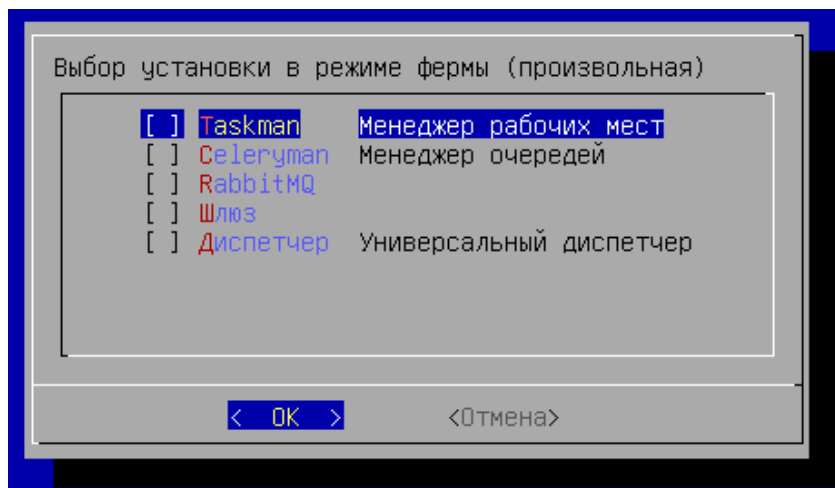 Выбор установки в режиме фермы (произвольная)
[ ] Taskman Менеджер рабочих мест
[ ] Celeryman Менеджер очередей
[ ] RabbitMQ
[ ] Шлюз
[ ] Диспетчер Универсальный диспетчер
< OK > <Отмена>